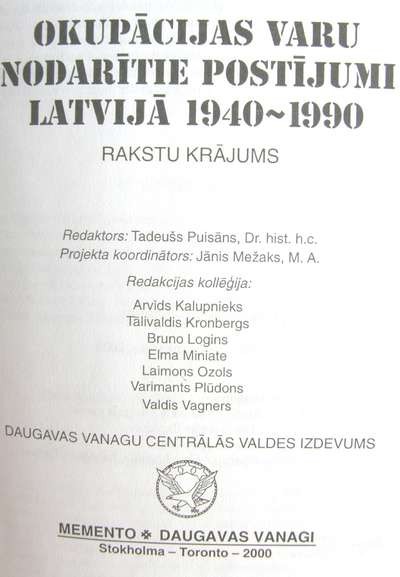 OKUPĀCIJAS VARU
NODARĪTIE POSTĪJUMI
LATVIJĀ 1940~1990
RAKSTU KRĀJUMS
Redaktors: Tadeušs Puisāns, Dr. hist. h.c.
Projekta koordinātors: Jānis Mežaks, M. A.
Redakcijas kollēģija:
Arvīds Kalupnieks
Tālivaldis Kronbergs
Bruno Logins
Elma Miniate
Laimons Ozols
Varimants Plūdons
Valdis Vagners
DAUGAVAS VANAGU CENTRĀLĀS VALDES IZDEVUMS
MEMENTO ✽ DAUGAVAS VANAGI
Stokholma – Toronto – 2000